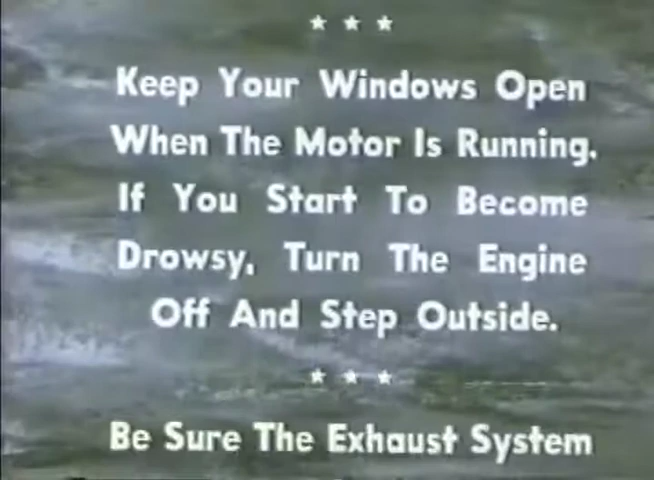 ★ ★ ★
Keep Your Windows Open
When The Motor Is Running.
If You Start To Become
Drowsy, Turn The Engine
Off And Step Outside.
★ ★ ★
Be Sure The Exhaust System